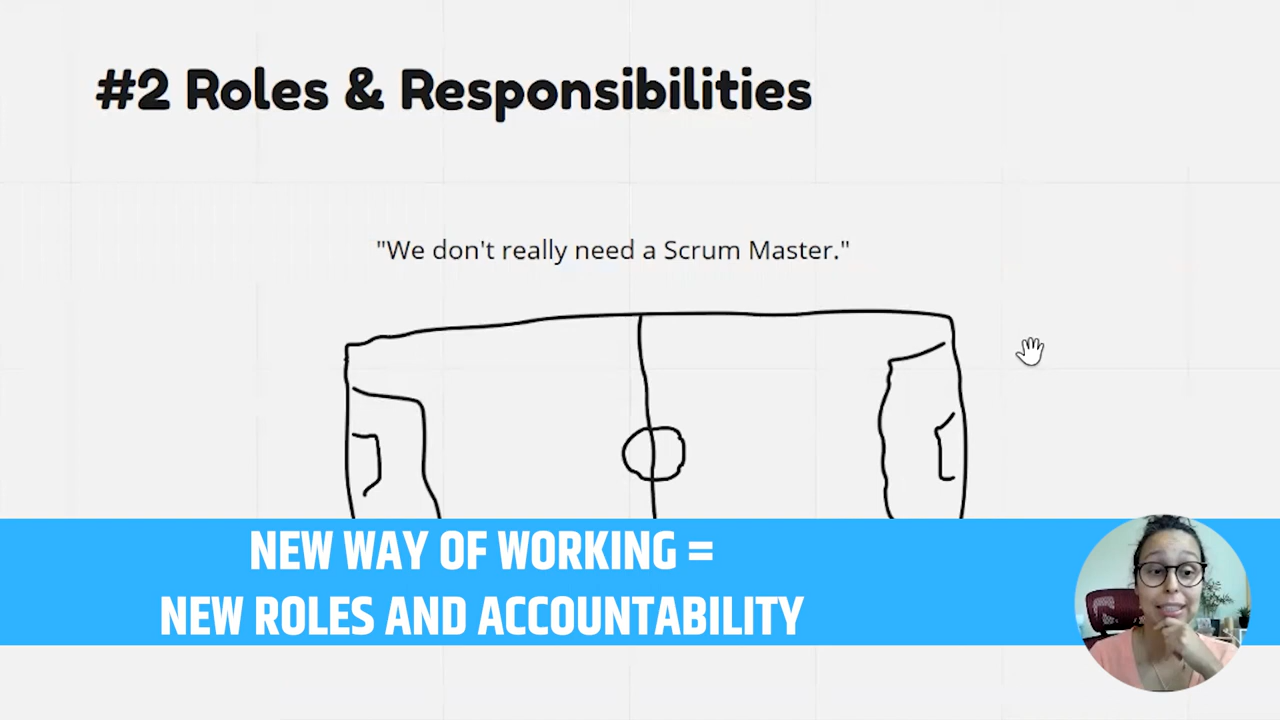 #2 Roles & Responsibilities
"We don't really need a Scrum Master."
NEW WAY OF WORKING =
NEW ROLES AND ACCOUNTABILITY